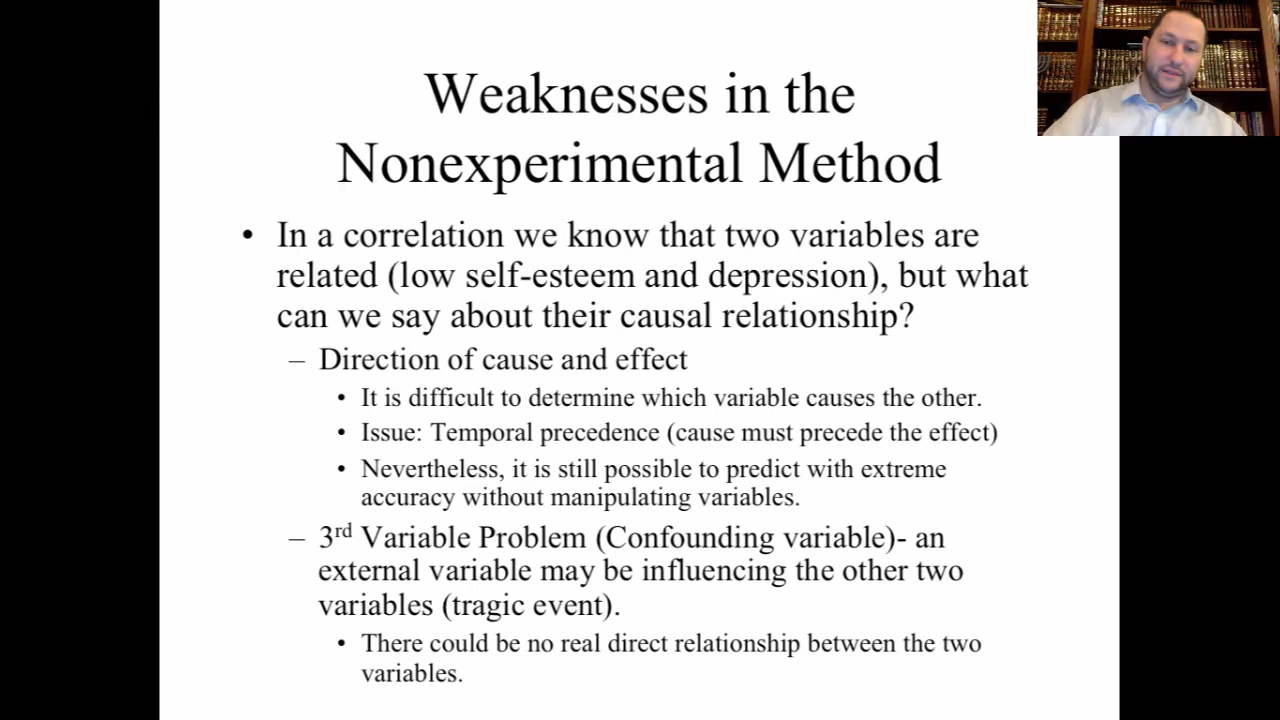 Weaknesses in the
Nonexperimental Method
• In a correlation we know that two variables are
related (low self-esteem and depression), but what
can we say about their causal relationship?
– Direction of cause and effect
• It is difficult to determine which variable causes the other.
• Issue: Temporal precedence (cause must precede the effect)
• Nevertheless, it is still possible to predict with extreme
accuracy without manipulating variables.
– 3rd Variable Problem (Confounding variable)- an
external variable may be influencing the other two
variables (tragic event).
• There could be no real direct relationship between the two
variables.